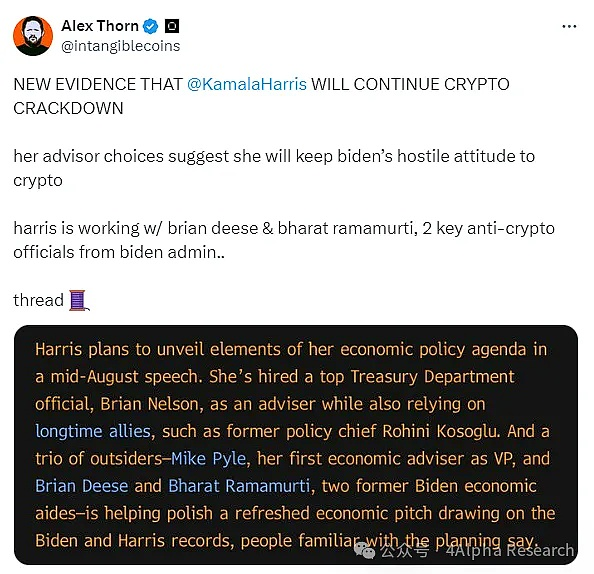 Alex Thorn
@intangiblecoins
NEW EVIDENCE THAT @KamalaHarris WILL CONTINUE CRYPTO
CRACKDOWN
her advisor choices suggest she will keep biden’s hostile attitude to
crypto
harris is working w/ brian deese & bharat ramamurti, 2 key anti-crypto
officials from biden admin..
thread
Harris plans to unveil elements of her economic policy agenda in
a mid-August speech. She’s hired a top Treasury Department
official, Brian Nelson, as an adviser while also relying on
longtime allies, such as former policy chief Rohini Kosoglu. And a
trio of outsiders—Mike Pyle, her first economic adviser as VP, and
Brian Deese and Bharat Ramamurti, two former Biden economic
aides—is helping polish a refreshed economic pitch drawing on the
Biden and Harris records, people familiar with the planning say.
公众号 · 4Alpha Research